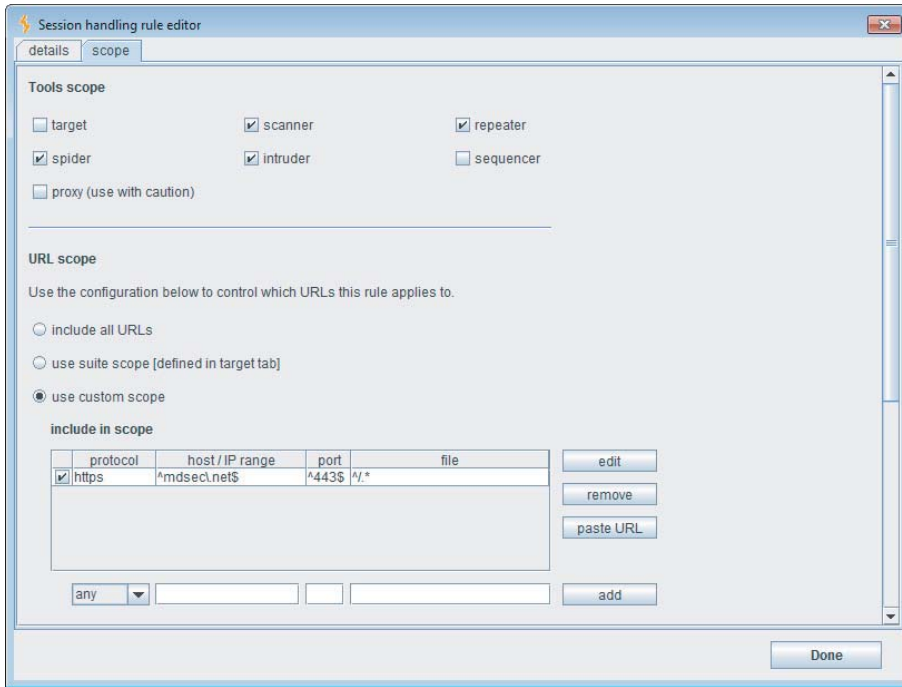 Session handling rule editor
details scope
Tools scope
target scanner repeater
spider intruder sequencer
proxy (use with caution)
URL scope
Use the configuration below to control which URLs this rule applies to.
include all URLs
use suite scope [defined in target tab]
use custom scope
include in scope
protocol host / IP range port file
https ^mdsec\.net$ ^443$ ^/.*
edit
remove
paste URL
any add
Done